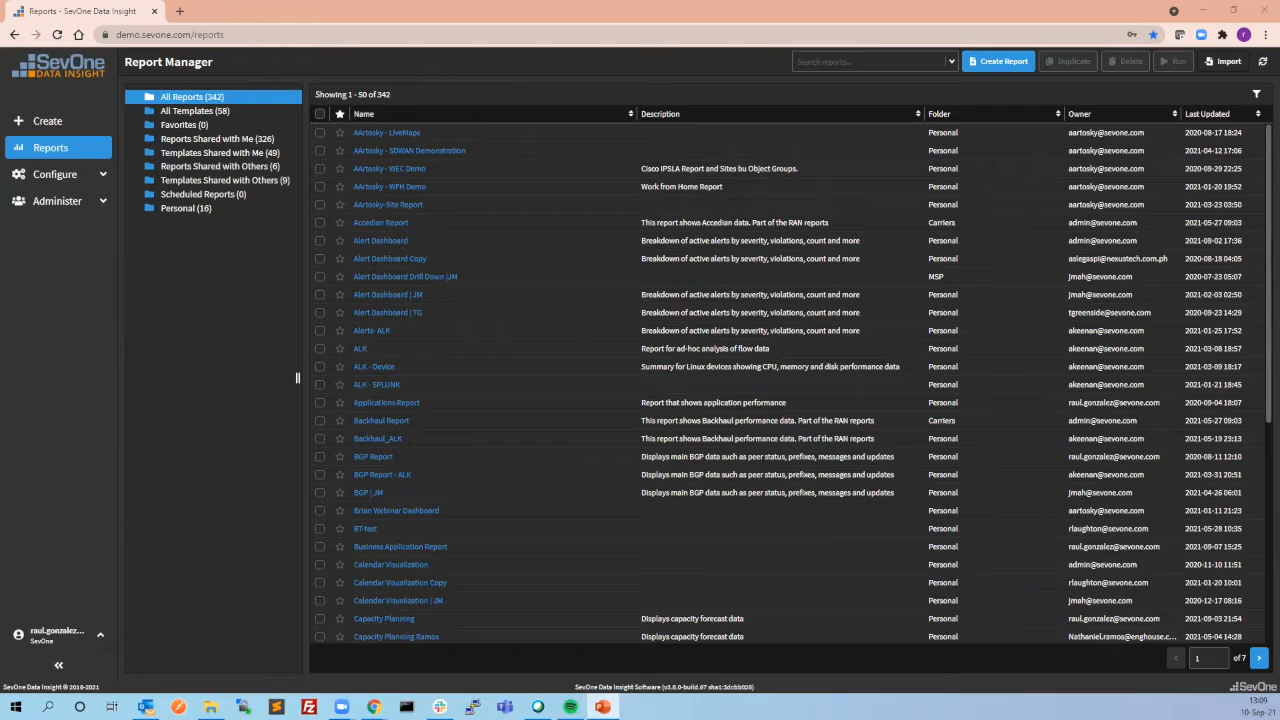 Reports - SevOne Data Insight
demo.sevone.com/reports
SevOne
DATA INSIGHT
Report Manager
Search reports...
Create Report
Duplicate
Delete
Run
Import
Create
Reports
Configure
Administer
All Reports (342)
All Templates (58)
Favorites (0)
Reports Shared with Me (326)
Templates Shared with Me (49)
Reports Shared with Others (6)
Templates Shared with Others (9)
Scheduled Reports (0)
Personal (16)
Showing 1 - 50 of 342
Name Description Folder Owner Last Updated
AArtosky - LiveMaps Personal aartosky@sevone.com 2020-08-17 18:24
AArtosky - SDWAN Demonstration Personal aartosky@sevone.com 2021-04-12 17:06
AArtosky - WEC Demo Cisco IPSLA Report and Sites bu Object Groups. Personal aartosky@sevone.com 2020-09-29 22:25
AArtosky - WFH Demo Work from Home Report Personal aartosky@sevone.com 2021-01-20 19:52
AArtosky-Site Report Personal aartosky@sevone.com 2021-03-23 03:50
Accedian Report This report shows Accedian data. Part of the RAN reports Carriers admin@sevone.com 2021-05-27 09:03
Alert Dashboard Breakdown of active alerts by severity, violations, count and more Personal admin@sevone.com 2021-09-02 17:36
Alert Dashboard Copy Breakdown of active alerts by severity, violations, count and more Personal aslegaspi@nexustech.com.ph 2020-08-18 04:05
Alert Dashboard Drill Down |JM MSP jmah@sevone.com 2020-07-23 05:07
Alert Dashboard | JM Breakdown of active alerts by severity, violations, count and more Personal jmah@sevone.com 2021-02-03 02:50
Alert Dashboard | TG Breakdown of active alerts by severity, violations, count and more Personal tgreenside@sevone.com 2020-09-23 14:29
Alerts- ALK Breakdown of active alerts by severity, violations, count and more Personal akeenan@sevone.com 2021-01-25 17:52
ALK Report for ad-hoc analysis of flow data Personal akeenan@sevone.com 2021-03-08 18:57
ALK - Device Summary for Linux devices showing CPU, memory and disk performance data Personal akeenan@sevone.com 2021-03-09 18:17
ALK - SPLUNK Personal akeenan@sevone.com 2021-01-21 18:45
Applications Report Report that shows application performance Personal raul.gonzalez@sevone.com 2020-09-04 18:07
Backhaul Report This report shows Backhaul performance data. Part of the RAN reports Carriers admin@sevone.com 2021-05-27 09:03
Backhaul_ALK This report shows Backhaul performance data. Part of the RAN reports Personal akeenan@sevone.com 2021-05-19 23:13
BGP Report Displays main BGP data such as peer status, prefixes, messages and updates Personal raul.gonzalez@sevone.com 2020-08-11 12:10
BGP Report - ALK Displays main BGP data such as peer status, prefixes, messages and updates Personal akeenan@sevone.com 2021-03-31 20:51
BGP | JM Displays main BGP data such as peer status, prefixes, messages and updates Personal jmah@sevone.com 2021-04-26 06:01
Brian Webinar Dashboard Personal aartosky@sevone.com 2021-01-11 21:23
BT-test Personal rlaughton@sevone.com 2021-05-28 10:35
Business Application Report Personal raul.gonzalez@sevone.com 2021-09-07 15:25
Calendar Visualization Personal admin@sevone.com 2020-11-10 11:51
Calendar Visualization Copy Personal rlaughton@sevone.com 2021-01-20 10:01
Calendar Visualization | JM Personal jmah@sevone.com 2020-12-17 08:16
Capacity Planning Displays capacity forecast data Personal raul.gonzalez@sevone.com 2021-09-03 21:54
Capacity Planning Ramos Displays capacity forecast data Personal Nathaniel.ramos@enghouse.c... 2021-05-04 14:28
raul.gonzalez...
SevOne
1 of 7
SevOne Data Insight © 2016-2021
SevOne Data Insight Software (v3.8.0-build.67 sha1:3dcbb028)
SevOne
13:09
10-Sep-21